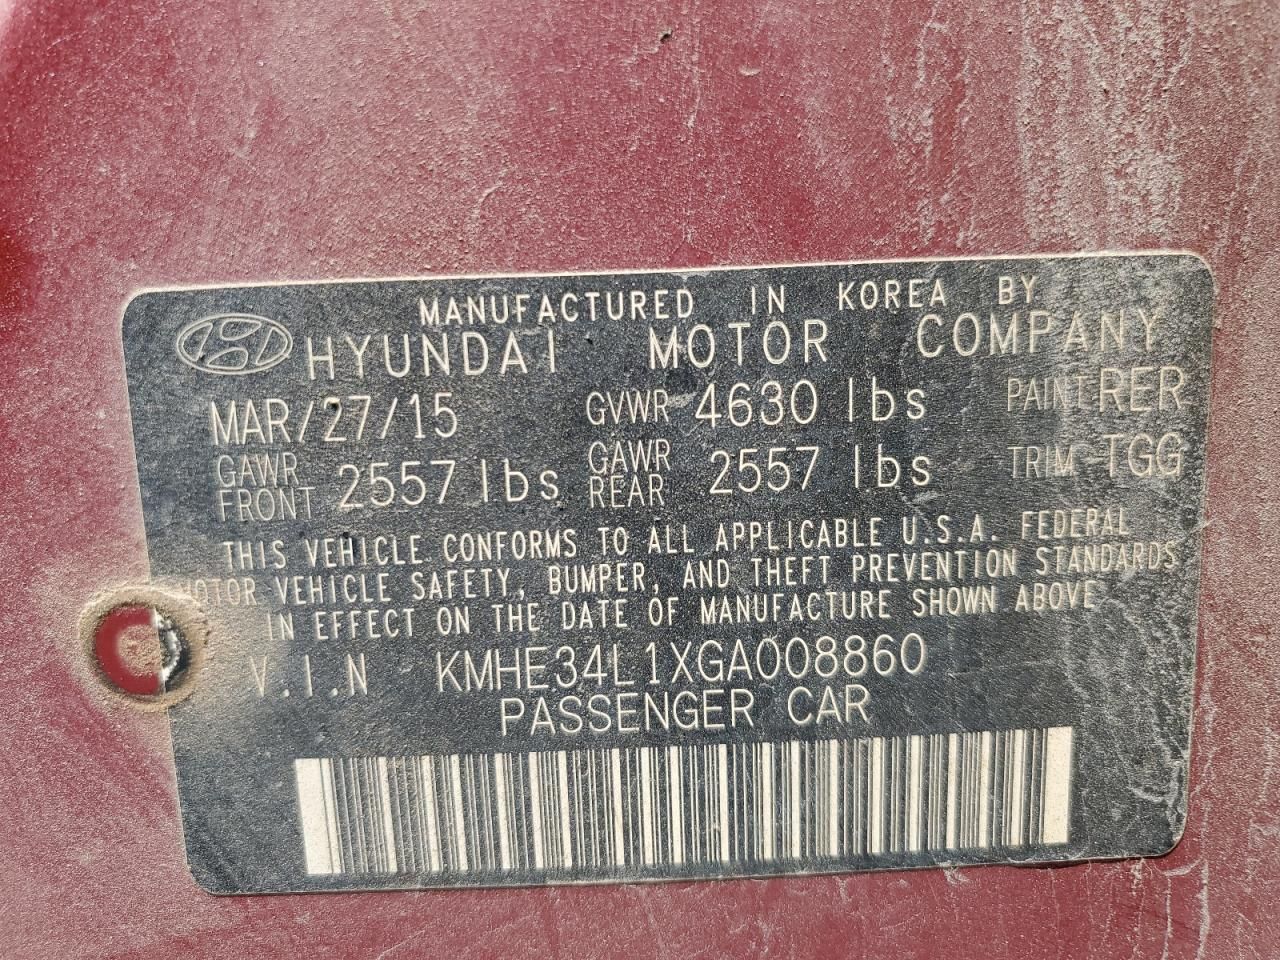 MANUFACTURED IN KOREA BY
HYUNDAI MOTOR COMPANY
MAR/27/15 GVWR 4630 lbs PAINT RER
GAWR FRONT 2557 lbs GAWR REAR 2557 lbs TRIM TGG
THIS VEHICLE CONFORMS TO ALL APPLICABLE U.S.A. FEDERAL
MOTOR VEHICLE SAFETY, BUMPER, AND THEFT PREVENTION STANDARDS
IN EFFECT ON THE DATE OF MANUFACTURE SHOWN ABOVE
V.I.N KMHE34L1XGA008860
PASSENGER CAR